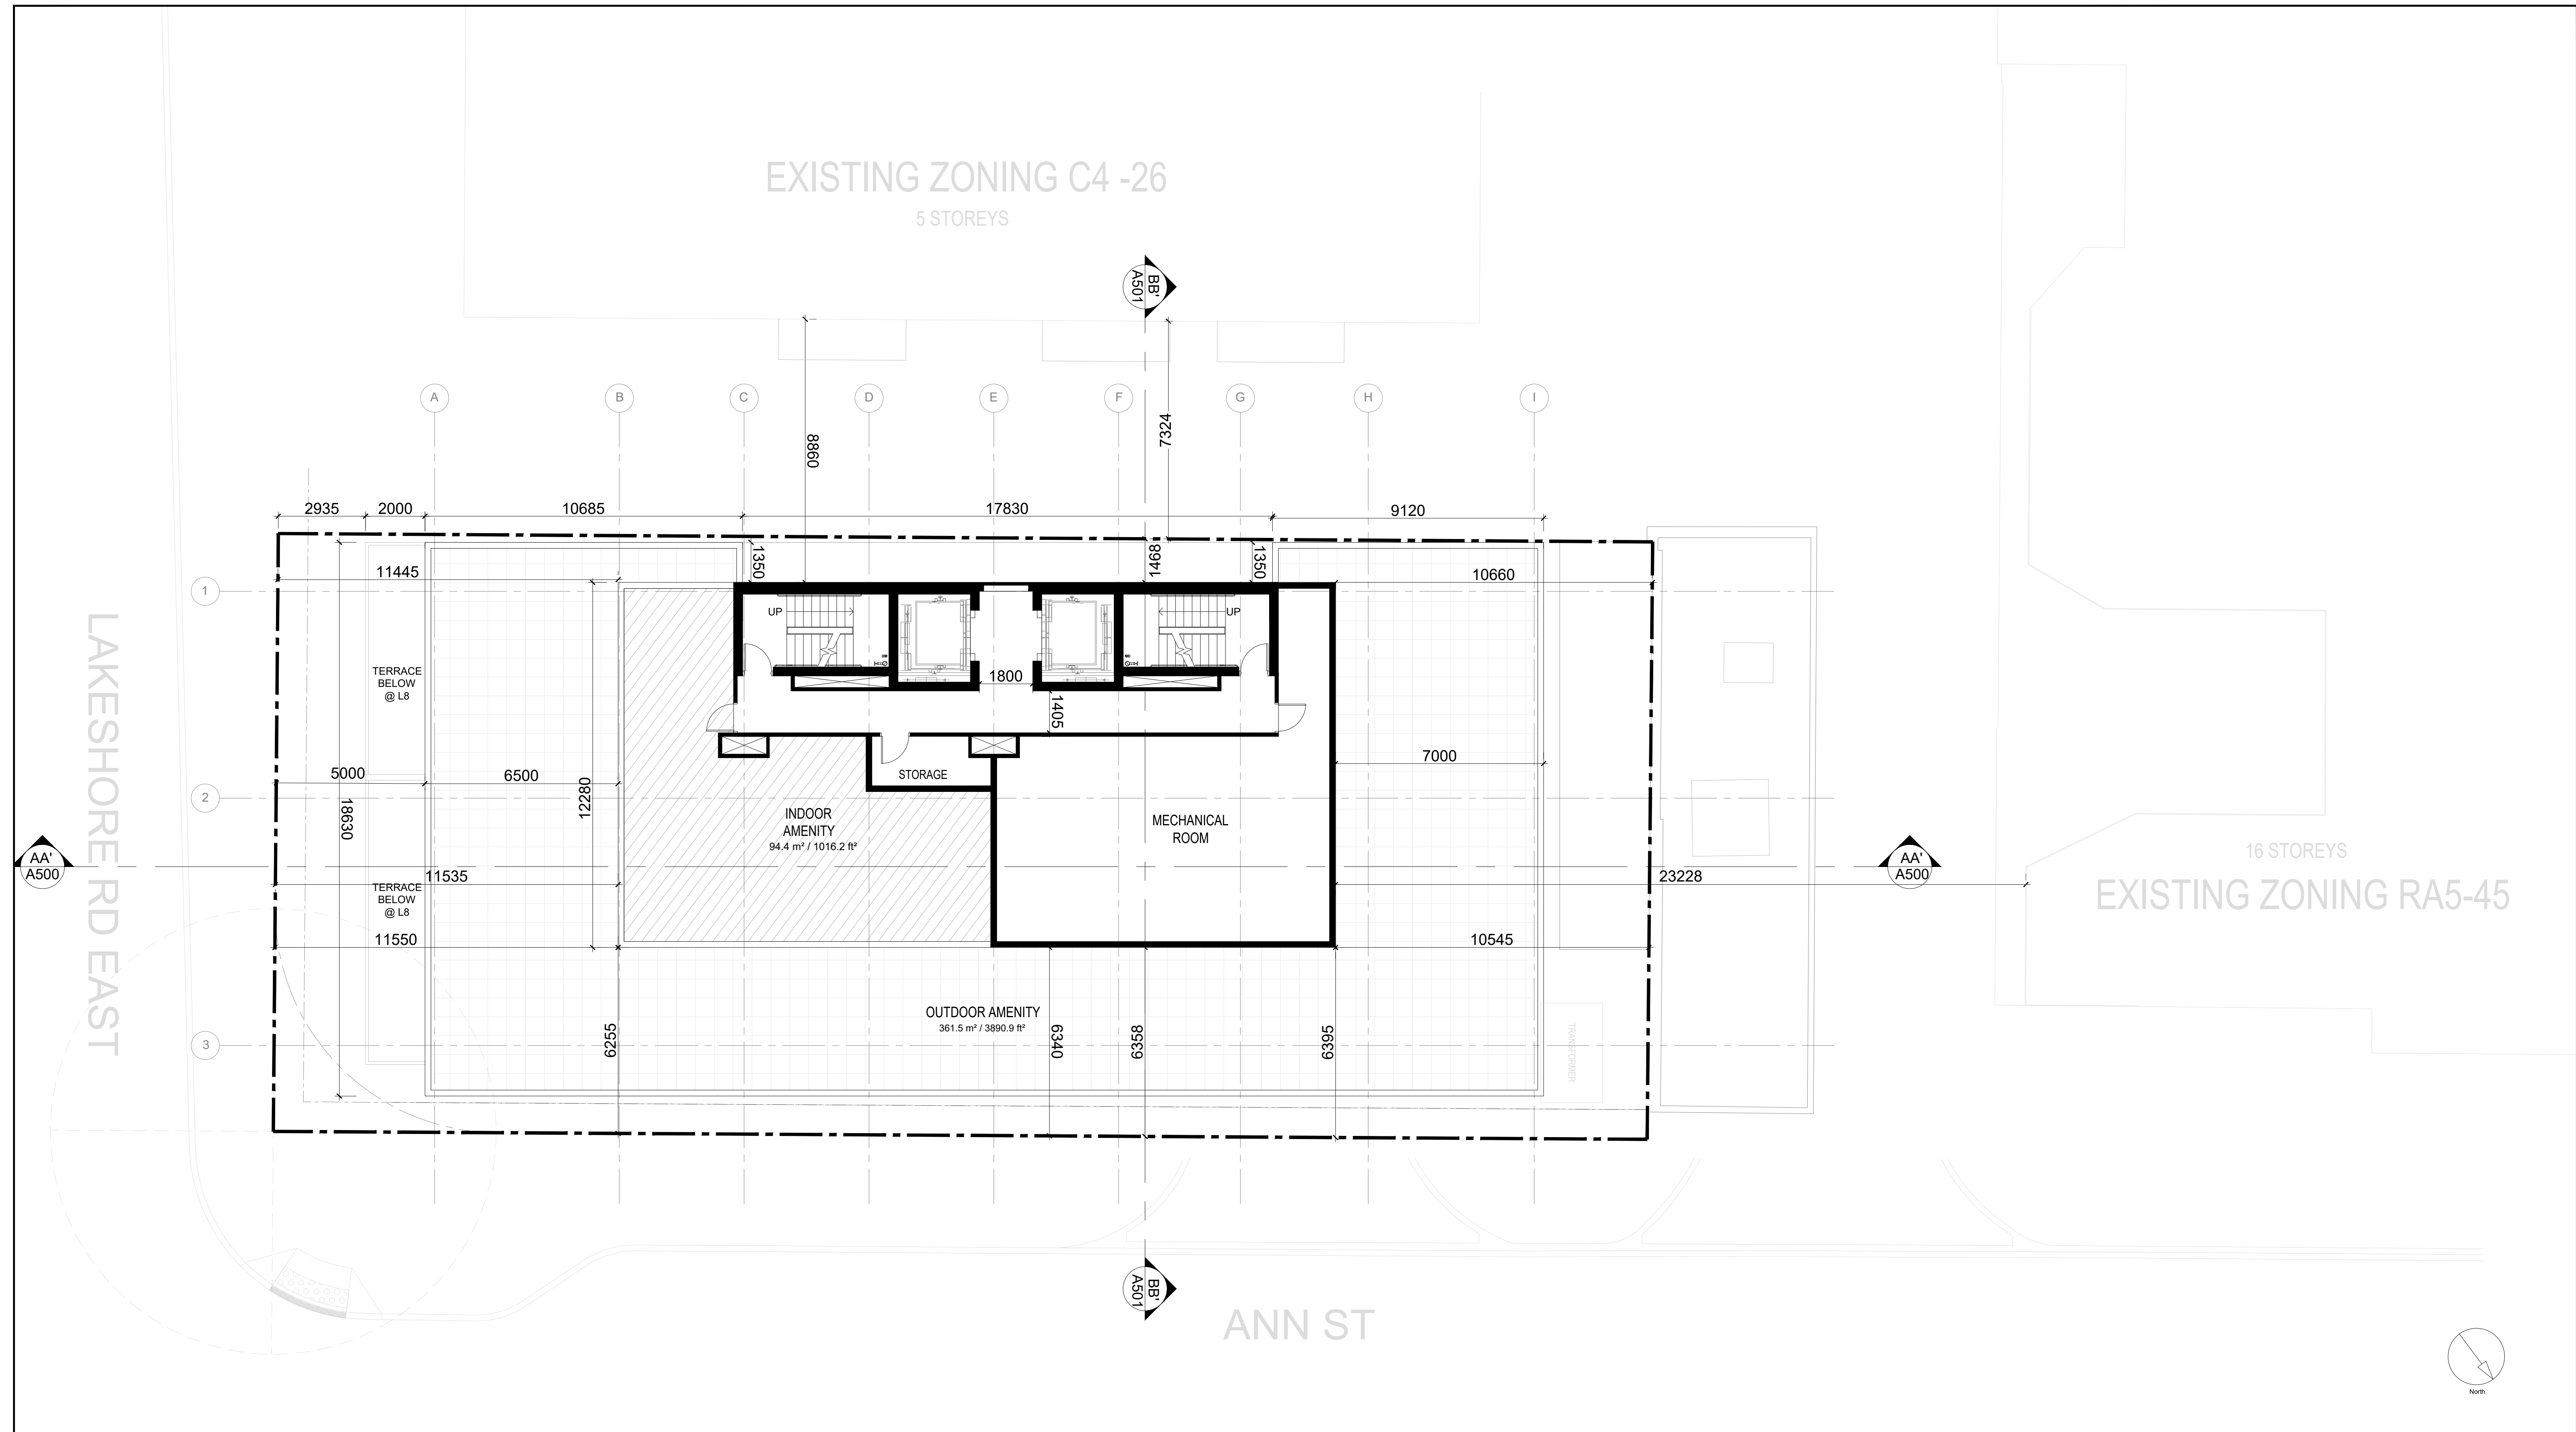 EXISTING ZONING C4 -26
5 STOREYS
BB'
A501
A
B
C
D
E
F
G
H
I
8860
7324
2935
2000
10685
17830
9120
1350
1468
1350
11445
10660
1
UP
UP
LAKESHORE RD EAST
TERRACE
BELOW
@ L8
1800
1405
5000
6500
7000
STORAGE
2
18630
12280
INDOOR
AMENITY
94.4 m² / 1016.2 ft²
MECHANICAL
ROOM
AA'
A500
AA'
A500
16 STOREYS
EXISTING ZONING RA5-45
11535
23228
TERRACE
BELOW
@ L8
11550
10545
OUTDOOR AMENITY
361.5 m² / 3890.9 ft²
6255
6340
6358
6395
3
TRANSFORMER
BB'
A501
ANN ST
North